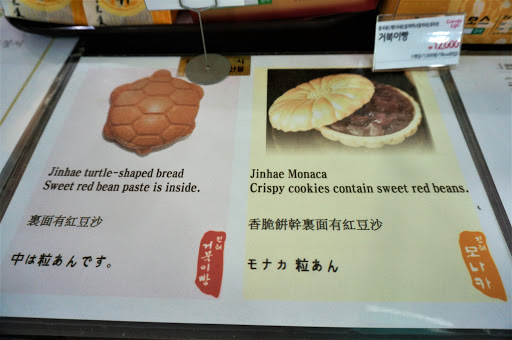 거북이빵
₩12,000
Jinhae turtle-shaped bread
Sweet red bean paste is inside.
裏面有紅豆沙
中は粒あんです。
진해
거북이빵
Jinhae Monaca
Crispy cookies contain sweet red beans.
香脆餅幹裏面有紅豆沙
モナカ 粒あん
진해
모나카